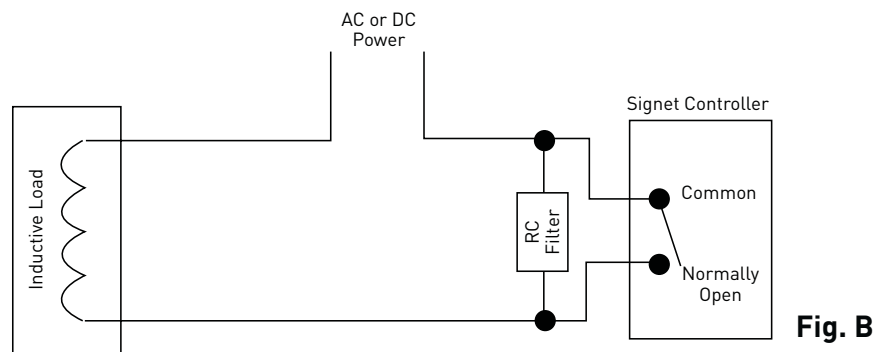 AC or DC
Power
Signet Controller
Inductive Load
RC
Filter
Common
Normally
Open
Fig. B